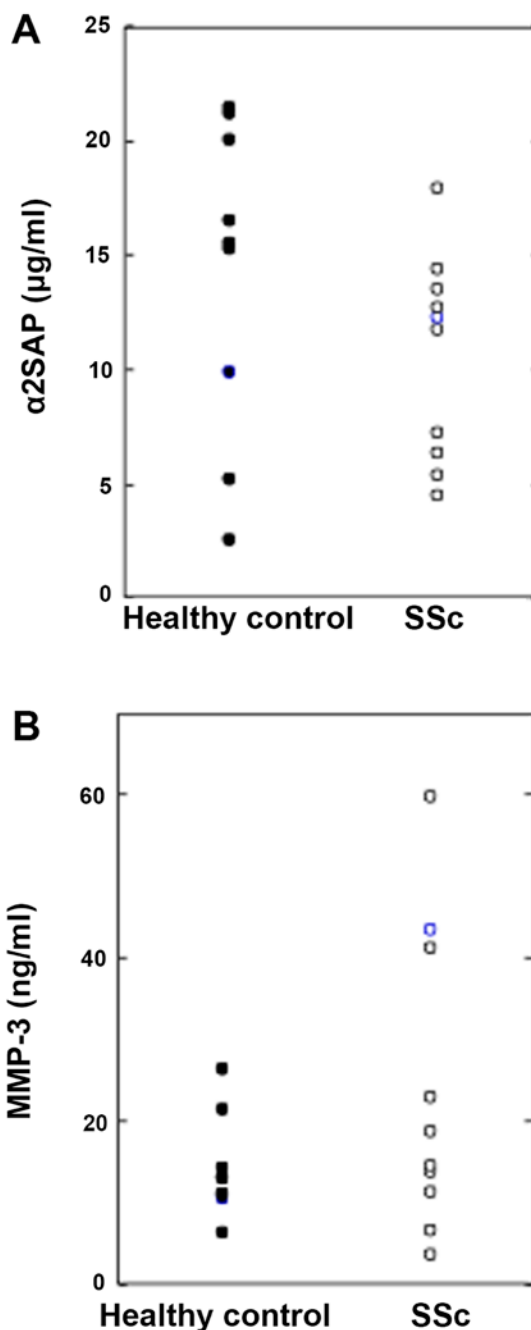 A
25
20
15
10
5
0
α2SAP (µg/ml)
Healthy control SSc
B
60
40
20
0
MMP-3 (ng/ml)
Healthy control SSc